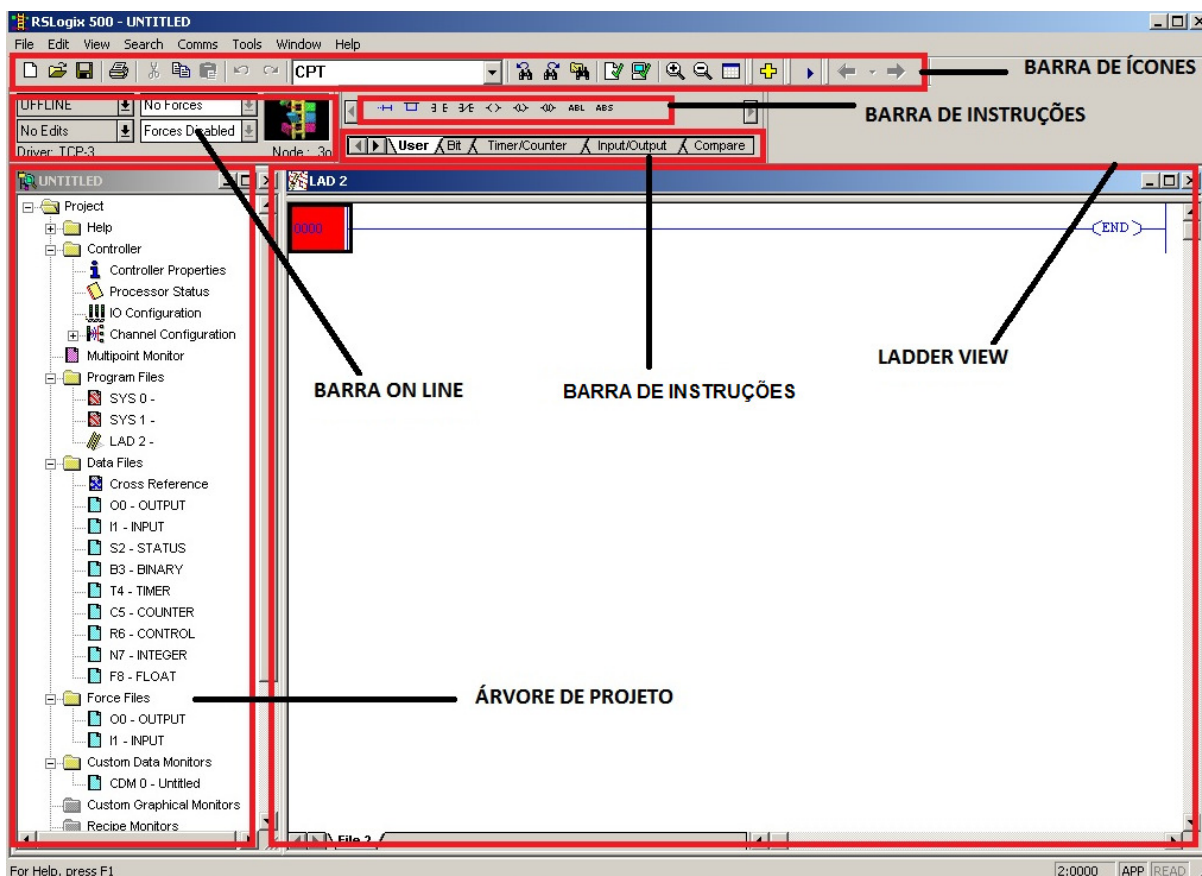 RSLogix 500 - UNTITLED
File Edit View Search Comms Tools Window Help
CPT
BARRA DE ÍCONES
OFFLINE No Forces
BARRA DE INSTRUÇÕES
ABL ABS
No Edits Forces Disabled
Driver: TCP-3 Node : 3o
User Bit Timer/Counter Input/Output Compare
UNTITLED
LAD 2
Project
Help
Controller
Controller Properties
Processor Status
IO Configuration
Channel Configuration
Multipoint Monitor
Program Files
SYS 0 -
SYS 1 -
LAD 2 -
Data Files
Cross Reference
O0 - OUTPUT
I1 - INPUT
S2 - STATUS
B3 - BINARY
T4 - TIMER
C5 - COUNTER
R6 - CONTROL
N7 - INTEGER
F8 - FLOAT
Force Files
O0 - OUTPUT
I1 - INPUT
Custom Data Monitors
CDM 0 - Untitled
Custom Graphical Monitors
Recipe Monitors
0000
END
LADDER VIEW
BARRA ON LINE
BARRA DE INSTRUÇÕES
ÁRVORE DE PROJETO
File 2
For Help, press F1
2:0000 APP READ